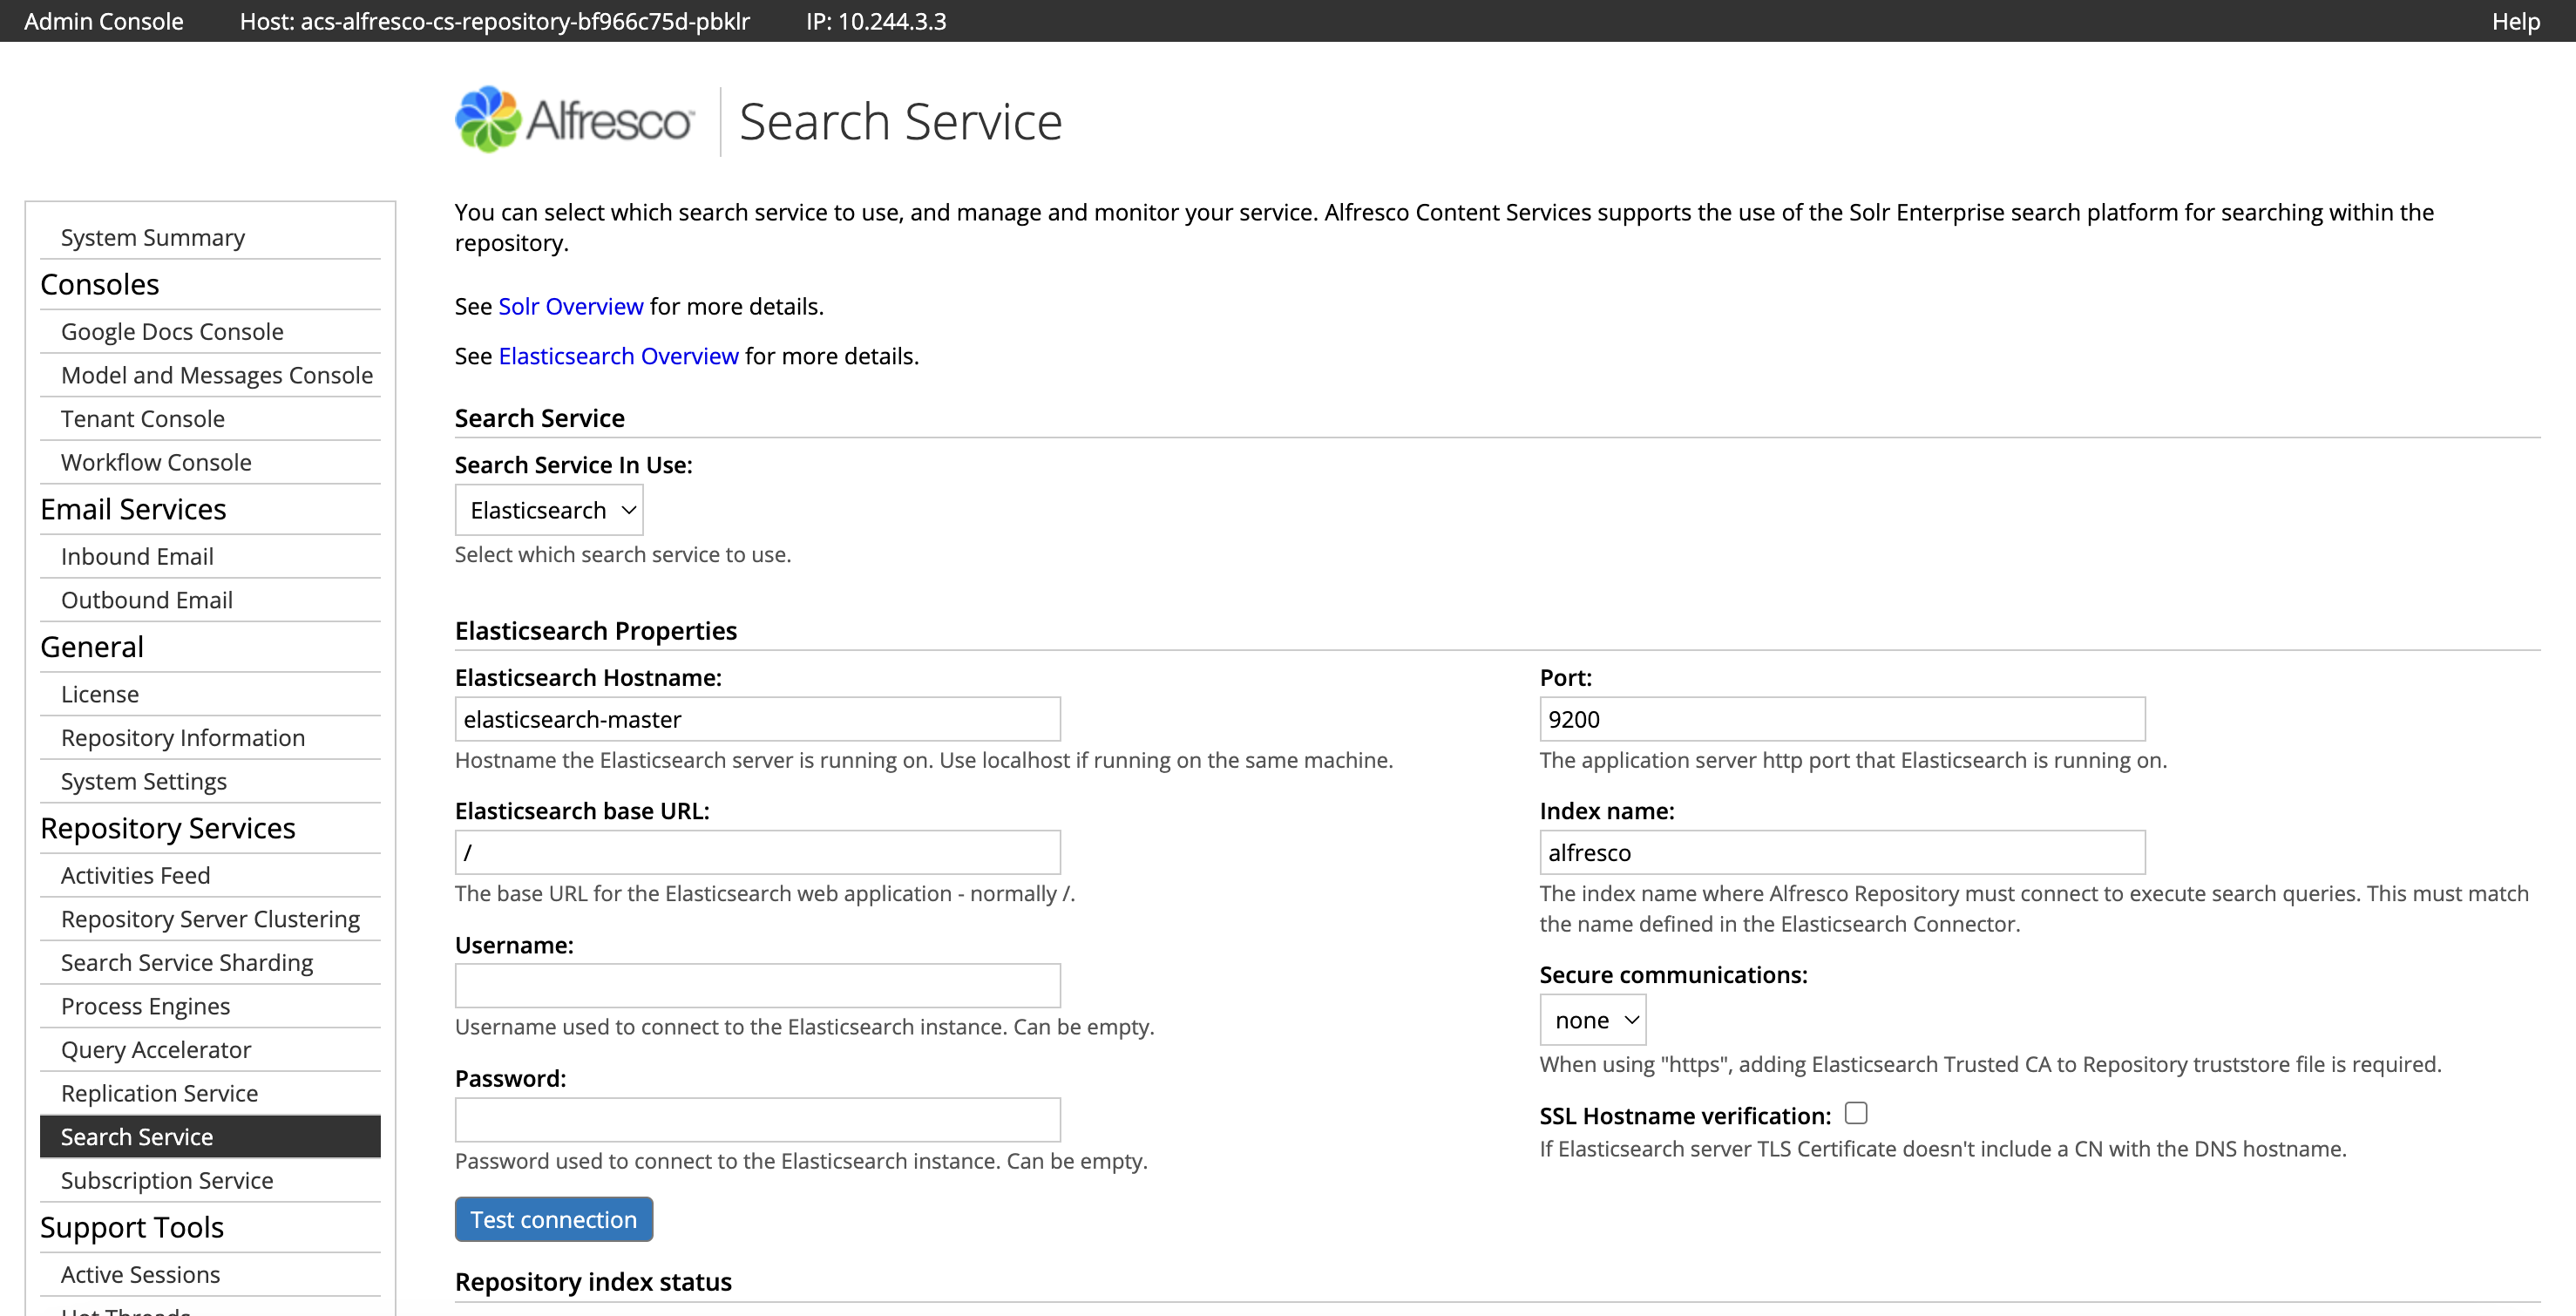 Admin Console Host: acs-alfresco-cs-repository-bf966c75d-pbklr IP: 10.244.3.3 Help
Alfresco™ Search Service
System Summary
Consoles
Google Docs Console
Model and Messages Console
Tenant Console
Workflow Console
Email Services
Inbound Email
Outbound Email
General
License
Repository Information
System Settings
Repository Services
Activities Feed
Repository Server Clustering
Search Service Sharding
Process Engines
Query Accelerator
Replication Service
Search Service
Subscription Service
Support Tools
Active Sessions
Hot Threads
You can select which search service to use, and manage and monitor your service. Alfresco Content Services supports the use of the Solr Enterprise search platform for searching within the
repository.
See Solr Overview for more details.
See Elasticsearch Overview for more details.
Search Service
Search Service In Use:
Elasticsearch
Select which search service to use.
Elasticsearch Properties
Elasticsearch Hostname:
elasticsearch-master
Hostname the Elasticsearch server is running on. Use localhost if running on the same machine.
Elasticsearch base URL:
/
The base URL for the Elasticsearch web application - normally /.
Username:
Username used to connect to the Elasticsearch instance. Can be empty.
Password:
Password used to connect to the Elasticsearch instance. Can be empty.
Test connection
Port:
9200
The application server http port that Elasticsearch is running on.
Index name:
alfresco
The index name where Alfresco Repository must connect to execute search queries. This must match
the name defined in the Elasticsearch Connector.
Secure communications:
none
When using "https", adding Elasticsearch Trusted CA to Repository truststore file is required.
SSL Hostname verification:
If Elasticsearch server TLS Certificate doesn't include a CN with the DNS hostname.
Repository index status